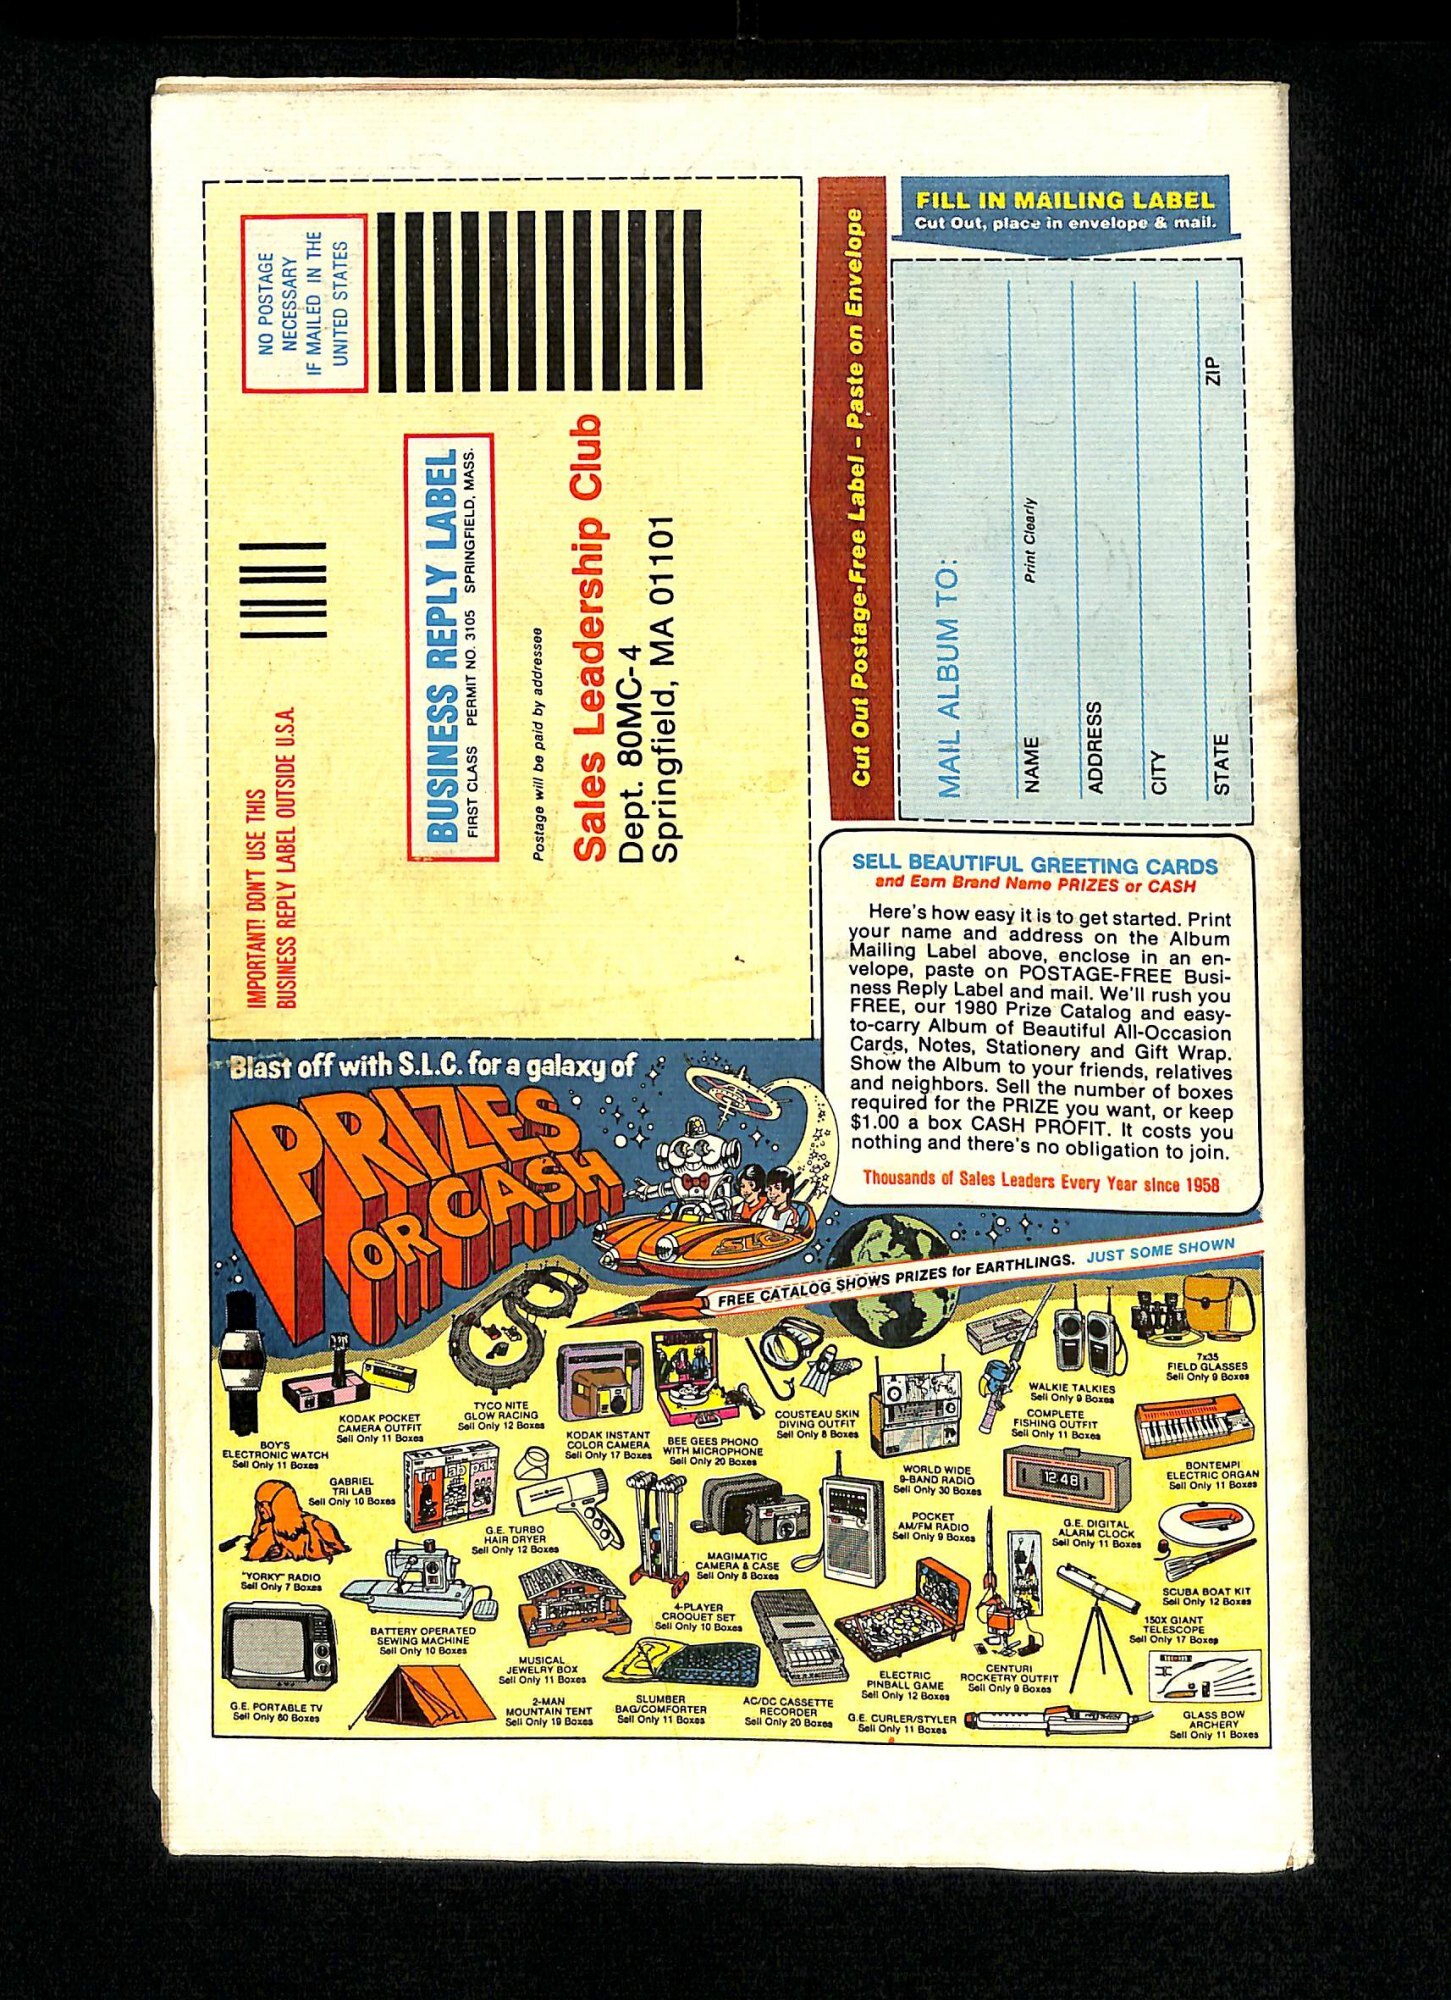 NO POSTAGE
NECESSARY
IF MAILED IN THE
UNITED STATES
IMPORTANT! DON'T USE THIS
BUSINESS REPLY LABEL OUTSIDE U.S.A.
BUSINESS REPLY LABEL
FIRST CLASS PERMIT NO. 3105 SPRINGFIELD, MASS.
Postage will be paid by addressee
Sales Leadership Club
Dept. 80MC-4
Springfield, MA 01101
Cut Out Postage-Free Label – Paste on Envelope
FILL IN MAILING LABEL
Cut Out, place in envelope & mail.
MAIL ALBUM TO:
NAME
Print Clearly
ADDRESS
CITY
STATE
ZIP
SELL BEAUTIFUL GREETING CARDS
and Earn Brand Name PRIZES or CASH
Here's how easy it is to get started. Print
your name and address on the Album
Mailing Label above, enclose in an en-
velope, paste on POSTAGE-FREE Busi-
ness Reply Label and mail. We'll rush you
FREE, our 1980 Prize Catalog and easy-
to-carry Album of Beautiful All-Occasion
Cards, Notes, Stationery and Gift Wrap.
Show the Album to your friends, relatives
and neighbors. Sell the number of boxes
required for the PRIZE you want, or keep
$1.00 a box CASH PROFIT. It costs you
nothing and there's no obligation to join.
Thousands of Sales Leaders Every Year since 1958
Blast off with S.L.C. for a galaxy of
PRIZES
OR CASH
SLC
FREE CATALOG SHOWS PRIZES for EARTHLINGS. JUST SOME SHOWN
BOY'S
ELECTRONIC WATCH
Sell Only 11 Boxes
KODAK POCKET
CAMERA OUTFIT
Sell Only 11 Boxes
TYCO NITE
GLOW RACING
Sell Only 12 Boxes
KODAK INSTANT
COLOR CAMERA
Sell Only 17 Boxes
BEE GEES PHONO
WITH MICROPHONE
Sell Only 20 Boxes
COUSTEAU SKIN
DIVING OUTFIT
Sell Only 8 Boxes
WORLD WIDE
9-BAND RADIO
Sell Only 30 Boxes
WALKIE TALKIES
Sell Only 9 Boxes
COMPLETE
FISHING OUTFIT
Sell Only 11 Boxes
7x35
FIELD GLASSES
Sell Only 9 Boxes
BONTEMPI
ELECTRIC ORGAN
Sell Only 11 Boxes
GABRIEL
TRI LAB
Sell Only 10 Boxes
Tri lab pak
G.E. TURBO
HAIR DRYER
Sell Only 12 Boxes
MAGIMATIC
CAMERA & CASE
Sell Only 8 Boxes
POCKET
AM/FM RADIO
Sell Only 9 Boxes
12 48
G.E. DIGITAL
ALARM CLOCK
Sell Only 11 Boxes
"YORKY" RADIO
Sell Only 7 Boxes
BATTERY OPERATED
SEWING MACHINE
Sell Only 10 Boxes
MUSICAL
JEWELRY BOX
Sell Only 11 Boxes
4-PLAYER
CROQUET SET
Sell Only 10 Boxes
SCUBA BOAT KIT
Sell Only 12 Boxes
150X GIANT
TELESCOPE
Sell Only 17 Boxes
G.E. PORTABLE TV
Sell Only 80 Boxes
2-MAN
MOUNTAIN TENT
Sell Only 19 Boxes
SLUMBER
BAG/COMFORTER
Sell Only 11 Boxes
AC/DC CASSETTE
RECORDER
Sell Only 20 Boxes
ELECTRIC
PINBALL GAME
Sell Only 12 Boxes
G.E. CURLER/STYLER
Sell Only 11 Boxes
CENTURI
ROCKETRY OUTFIT
Sell Only 9 Boxes
GLASS BOW
ARCHERY
Sell Only 11 Boxes